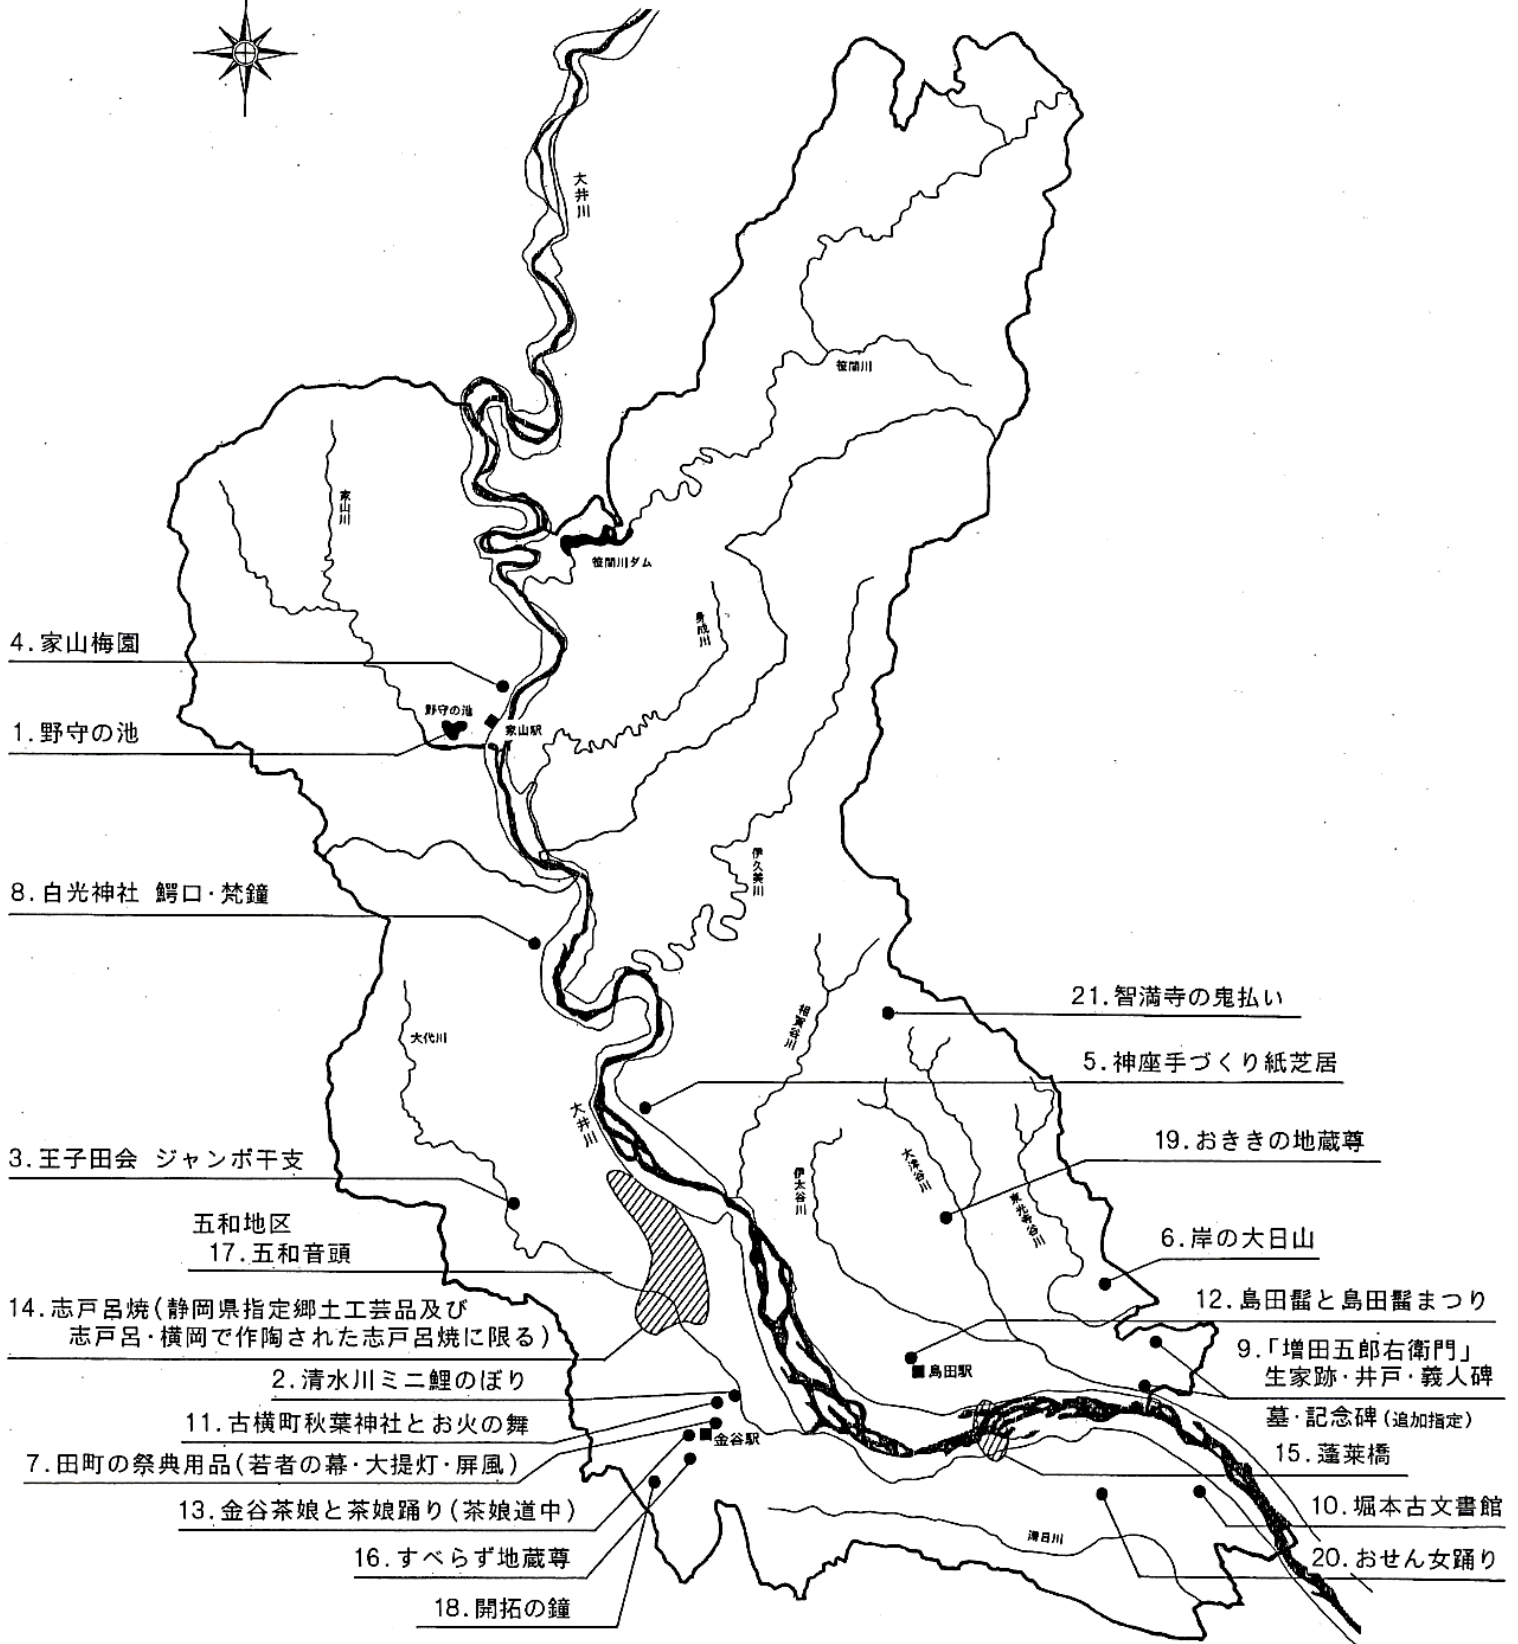 大井川
笹間川
家山川
笹間川ダム
身成川
4.家山梅園
野守の池
家山駅
1.野守の池
伊久美川
8.白光神社 鰐口・梵鐘
21.智満寺の鬼払い
相賀谷川
大代川
5.神座手づくり紙芝居
大井川
19.おききの地蔵尊
3.王子田会 ジャンボ干支
大津谷川
伊太谷川
東光寺谷川
五和地区
17.五和音頭
6.岸の大日山
14.志戸呂焼(静岡県指定郷土工芸品及び
志戸呂・横岡で作陶された志戸呂焼に限る)
12.島田髷と島田髷まつり
9.「増田五郎右衛門」
生家跡・井戸・義人碑
墓・記念碑(追加指定)
島田駅
2.清水川ミニ鯉のぼり
11.古横町秋葉神社とお火の舞
金谷駅
7.田町の祭典用品(若者の幕・大提灯・屏風)
15.蓬莱橋
13.金谷茶娘と茶娘踊り(茶娘道中)
10.堀本古文書館
湯日川
16.すべらず地蔵尊
20.おせん女踊り
18.開拓の鐘